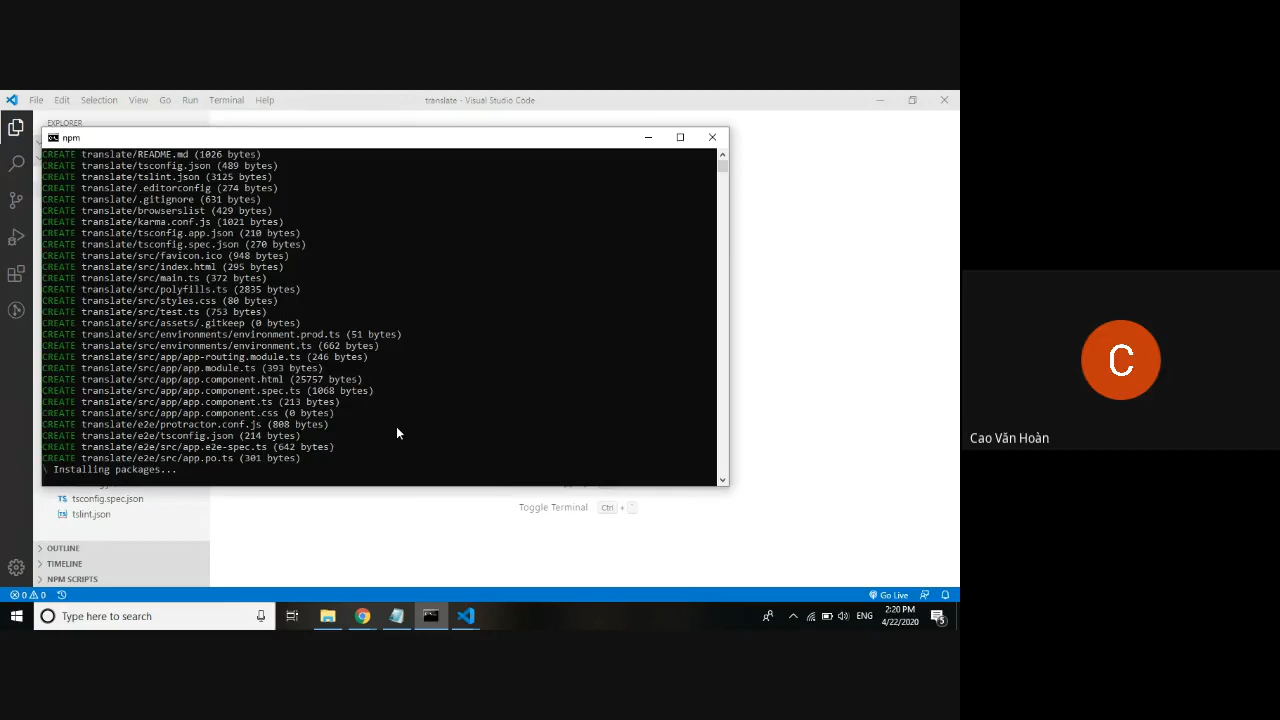 File Edit Selection View Go Run Terminal Help
translate - Visual Studio Code
EXPLORER
npm
CREATE translate/README.md (1026 bytes)
CREATE translate/tsconfig.json (489 bytes)
CREATE translate/tslint.json (3125 bytes)
CREATE translate/.editorconfig (274 bytes)
CREATE translate/.gitignore (631 bytes)
CREATE translate/browserslist (429 bytes)
CREATE translate/karma.conf.js (1021 bytes)
CREATE translate/tsconfig.app.json (210 bytes)
CREATE translate/tsconfig.spec.json (270 bytes)
CREATE translate/src/favicon.ico (948 bytes)
CREATE translate/src/index.html (295 bytes)
CREATE translate/src/main.ts (372 bytes)
CREATE translate/src/polyfills.ts (2835 bytes)
CREATE translate/src/styles.css (80 bytes)
CREATE translate/src/test.ts (753 bytes)
CREATE translate/src/assets/.gitkeep (0 bytes)
CREATE translate/src/environments/environment.prod.ts (51 bytes)
CREATE translate/src/environments/environment.ts (662 bytes)
CREATE translate/src/app/app-routing.module.ts (246 bytes)
CREATE translate/src/app/app.module.ts (393 bytes)
CREATE translate/src/app/app.component.html (25757 bytes)
CREATE translate/src/app/app.component.spec.ts (1068 bytes)
CREATE translate/src/app/app.component.ts (213 bytes)
CREATE translate/src/app/app.component.css (0 bytes)
CREATE translate/e2e/protractor.conf.js (808 bytes)
CREATE translate/e2e/tsconfig.json (214 bytes)
CREATE translate/e2e/src/app.e2e-spec.ts (642 bytes)
CREATE translate/e2e/src/app.po.ts (301 bytes)
\ Installing packages...
TS tsconfig.spec.json
TS tslint.json
Toggle Terminal Ctrl + `
OUTLINE
TIMELINE
NPM SCRIPTS
0 0
Go Live
Type here to search
ENG
2:20 PM
4/22/2020
5
C
Cao Văn Hoàn